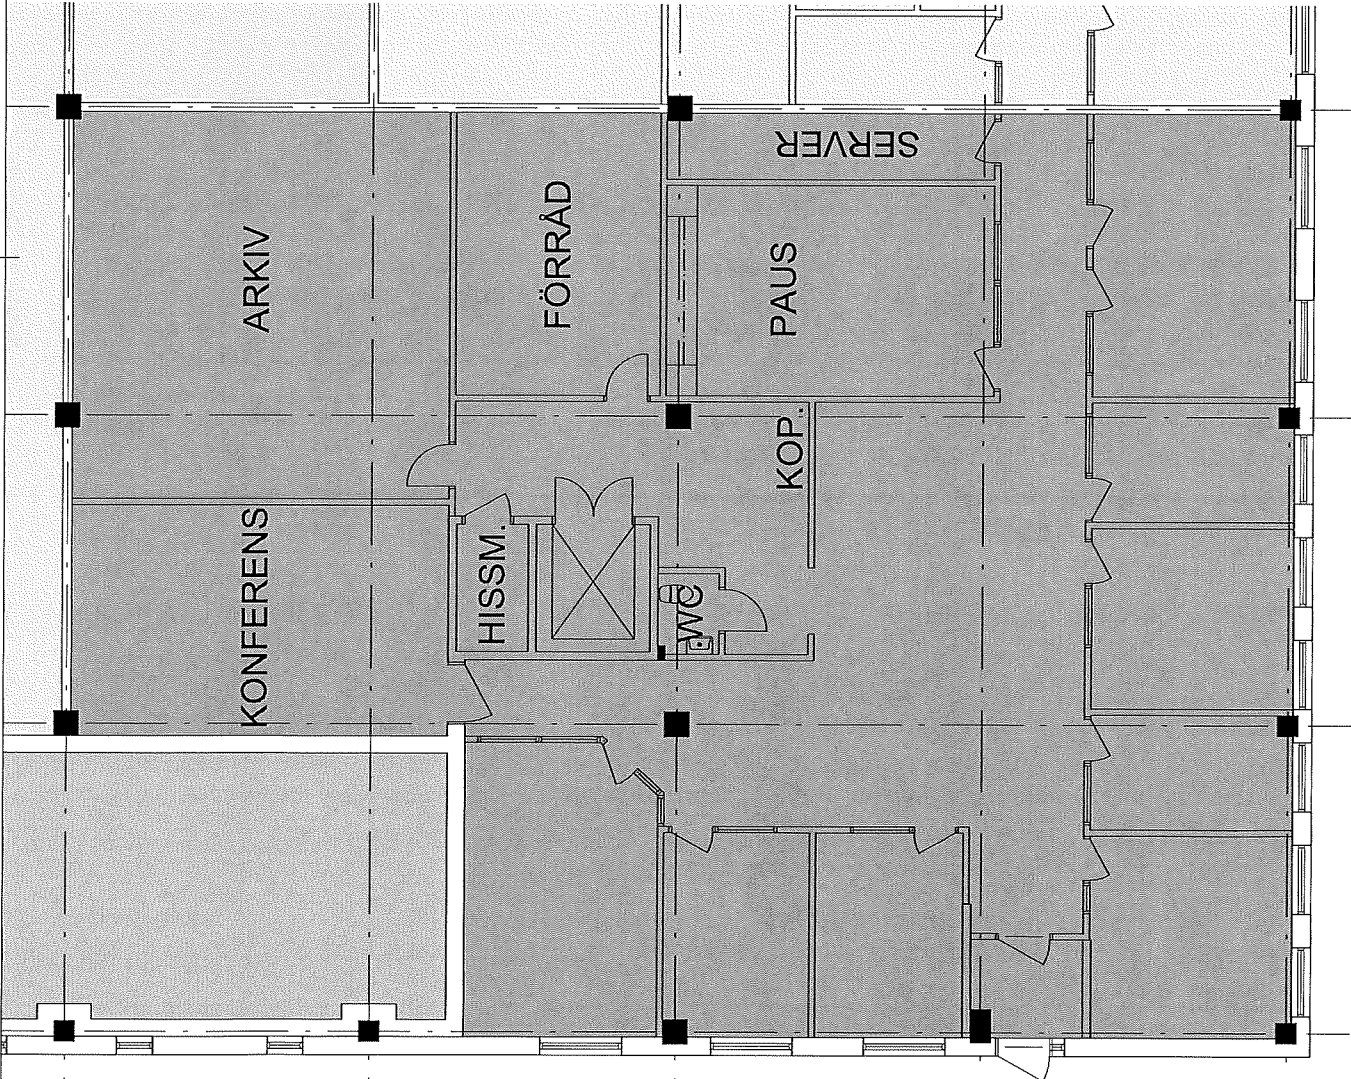 SERVER
ARKIV
FÖRRÅD
PAUS
KOP.
KONFERENS
HISSM.
WC